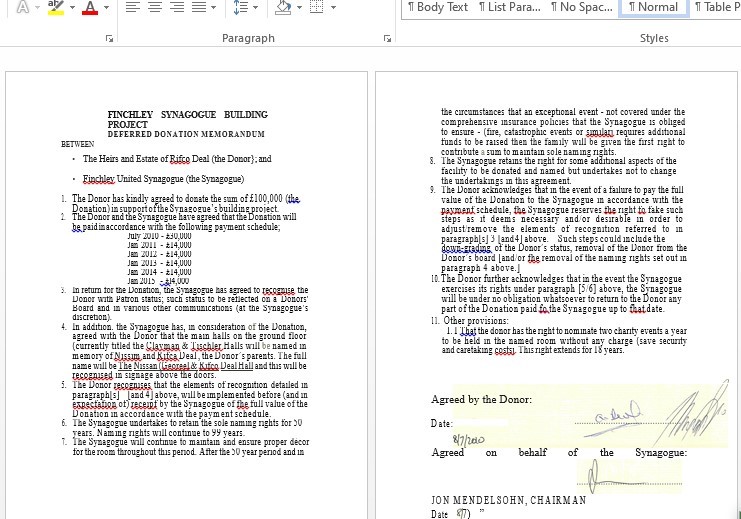 A aby A
Paragraph
¶ Body Text ¶ List Para... ¶ No Spac... ¶ Normal ¶ Table P
Styles
FINCHLEY SYNAGOGUE BUILDING
PROJECT
DEFERRED DONATION MEMORANDUM
BETWEEN
• The Heirs and Estate of Rifco Deal (the Donor}; and
• Finchley United Synagogue (the Synagogue)
1. The Donor has kindly agreed to donate the sum of £100,000 (the
Donation) in support of the Synagogue's building project.
2. The Donor and the Synagogue have agreed that the Donation will
be paid in accordance with the following payment schedule;
July 2010 - £30,000
Jan 2011 - £14,000
Jan 2012 - £14,000
Jan 2013 - £14,000
Jan 2014 - £14,000
Jan 2015 - £14,000
3. In return for the Donation, the Synagogue has agreed to recognise the
Donor with Patron status; such status to be reflected on a Donors'
Board and in various other communications (at the Synagogue's
discretion).
4. In addition. the Synagogue has, in consideration of the Donation,
agreed with the Donor that the main halls on the ground floor
(currently titled the Clayman & Tischler Halls will be named in
memory of Nissim and Rifca Deal, the Donor's parents. The full
name will be The Nissan (Georee} & Rifco Deal Hall and this will be
recognised in signage above the doors.
5. The Donor recognises that the elements of recognition detailed in
paragraph[s] [and 4] above, will be implemented before (and in
expectation of) receipt by the Synagogue of the full value of the
Donation in accordance with the payment schedule.
6. The Synagogue undertakes to retain the sole naming rights for 50
years. Naming rights will continue to 99 years.
7. The Synagogue will continue to maintain and ensure proper decor
for the room throughout this period. After the 50 year period and in
the circumstances that an exceptional event - not covered under the
comprehensive insurance policies that the Synagogue is obliged
to ensure - (fire, catastrophic events or similar) requires additional
funds to be raised then the family will be given the first right to
contribute a sum to maintain sole naming rights.
8. The Synagogue retains the right for some additional aspects of the
facility to be donated and named but undertakes not to change
the undertakings in this agreement.
9. The Donor acknowledges that in the event of a failure to pay the full
value of the Donation to the Synagogue in accordance with the
payment schedule, the Synagogue reserves the right to fake such
steps as it deems necessary and/or desirable in order to
adjust/remove the elements of recognition referred to in
paragraph[s] 3 [and 4] above. Such steps could include the
down-grading of the Donor's status, removal of the Donor from the
Donor's board [and/or the removal of the naming rights set out in
paragraph 4 above.]
10. The Donor further acknowledges that in the event the Synagogue
exercises its rights under paragraph [5/6] above, the Synagogue
will be under no obligation whatsoever to return to the Donor any
part of the Donation paid to the Synagogue up to that date.
11. Other provisions:
1. I That the donor has the right to nominate two charity events a year
to be held in the named room without any charge (save security
and caretaking costs). This right extends for 18 years.
Agreed by the Donor:
Date:
8/7/2010
Agreed on behalf of the Synagogue:
JON MENDELSOHN, CHAIRMAN
Date 8/7) "